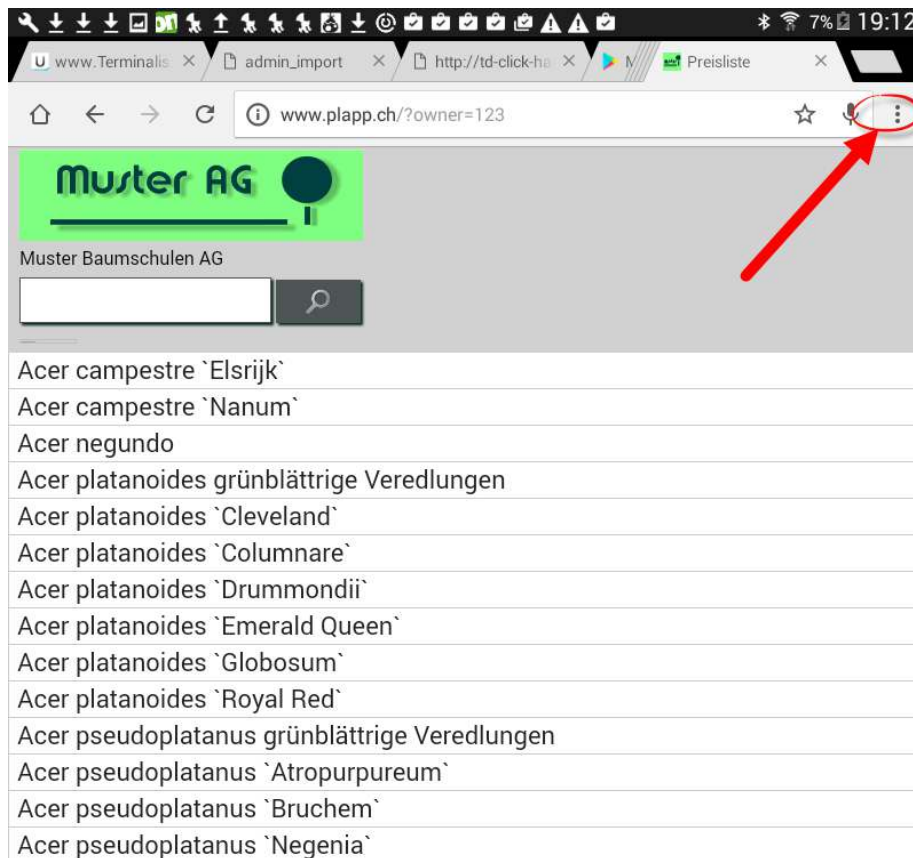 7% 19:12
www.Terminalis admin_import http://td-click-ha Preisliste
www.plapp.ch/?owner=123
Muster AG
Muster Baumschulen AG
Acer campestre `Elsrijk`
Acer campestre `Nanum`
Acer negundo
Acer platanoides grünblättrige Veredlungen
Acer platanoides `Cleveland`
Acer platanoides `Columnare`
Acer platanoides `Drummondii`
Acer platanoides `Emerald Queen`
Acer platanoides `Globosum`
Acer platanoides `Royal Red`
Acer pseudoplatanus grünblättrige Veredlungen
Acer pseudoplatanus `Atropurpureum`
Acer pseudoplatanus `Bruchem`
Acer pseudoplatanus `Negenia`